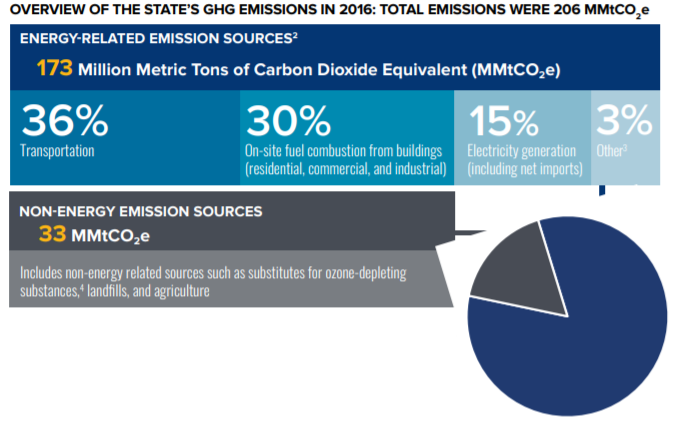 OVERVIEW OF THE STATE'S GHG EMISSIONS IN 2016: TOTAL EMISSIONS WERE 206 MMtCO₂e
ENERGY-RELATED EMISSION SOURCES²
173 Million Metric Tons of Carbon Dioxide Equivalent (MMtCO₂e)
36%
Transportation
30%
On-site fuel combustion from buildings
(residential, commercial, and industrial)
15%
Electricity generation
(including net imports)
3%
Other³
NON-ENERGY EMISSION SOURCES
33 MMtCO₂e
Includes non-energy related sources such as substitutes for ozone-depleting
substances,⁴ landfills, and agriculture